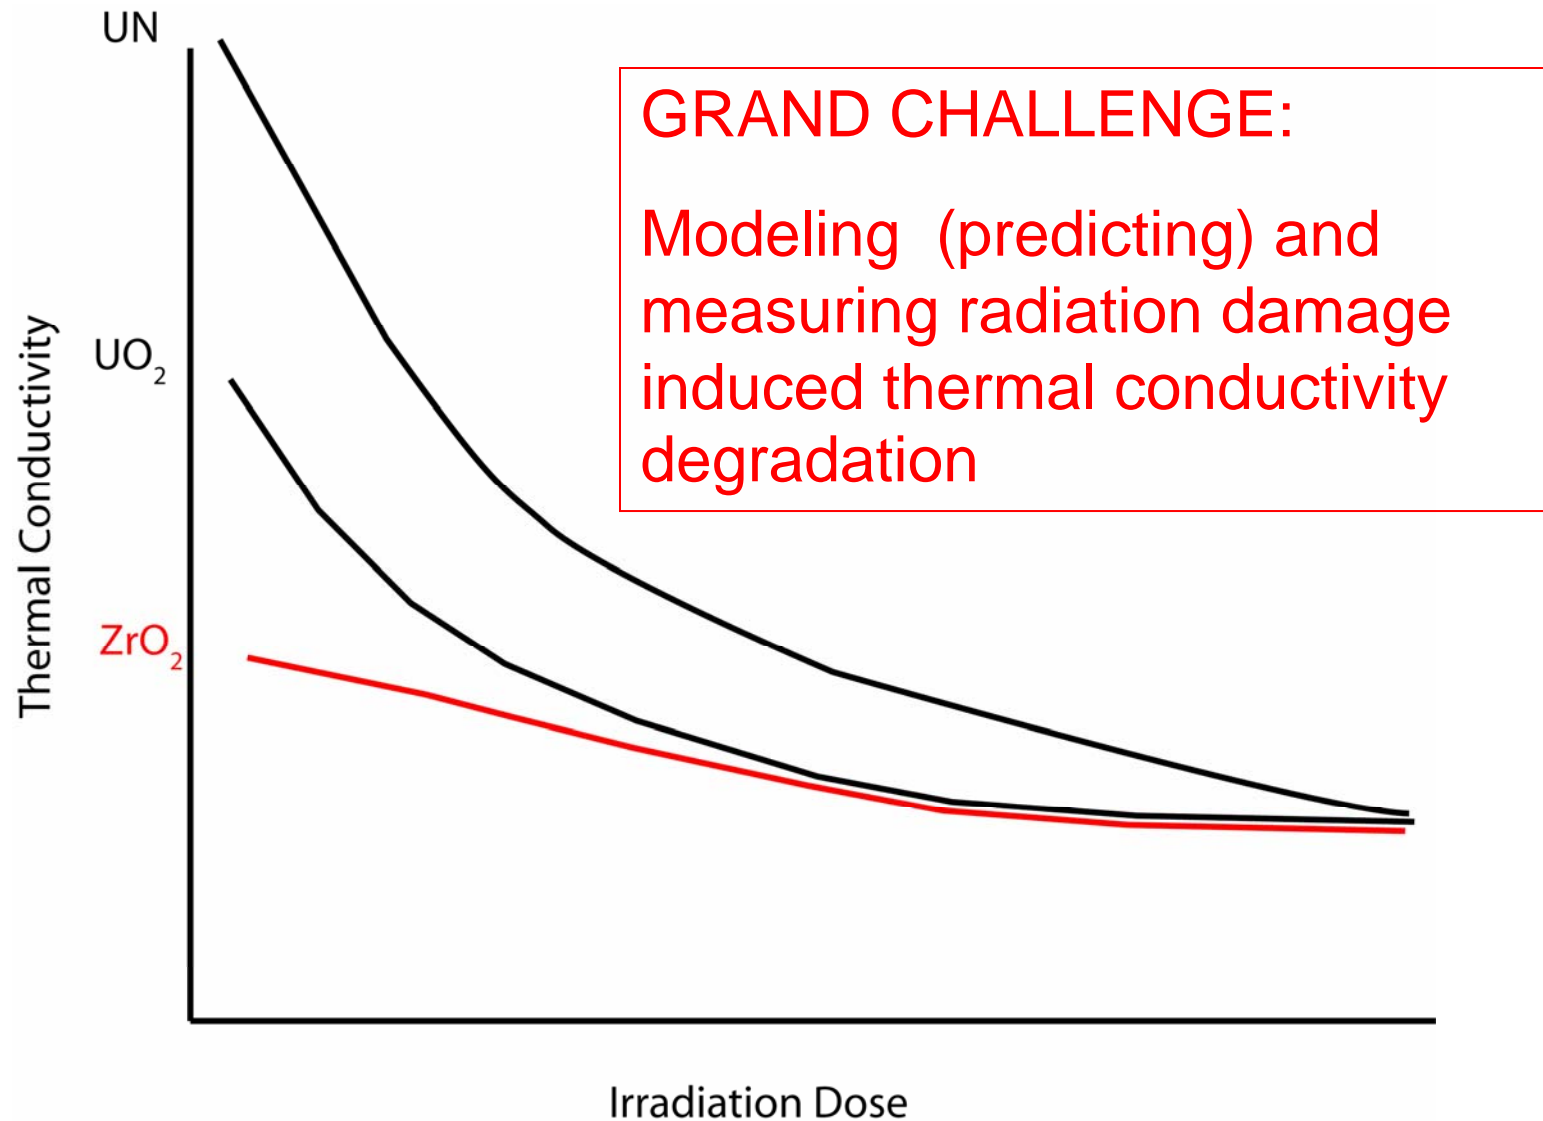 UN
GRAND CHALLENGE:
Modeling (predicting) and
measuring radiation damage
induced thermal conductivity
degradation
Thermal Conductivity
UO₂
ZrO₂
Irradiation Dose